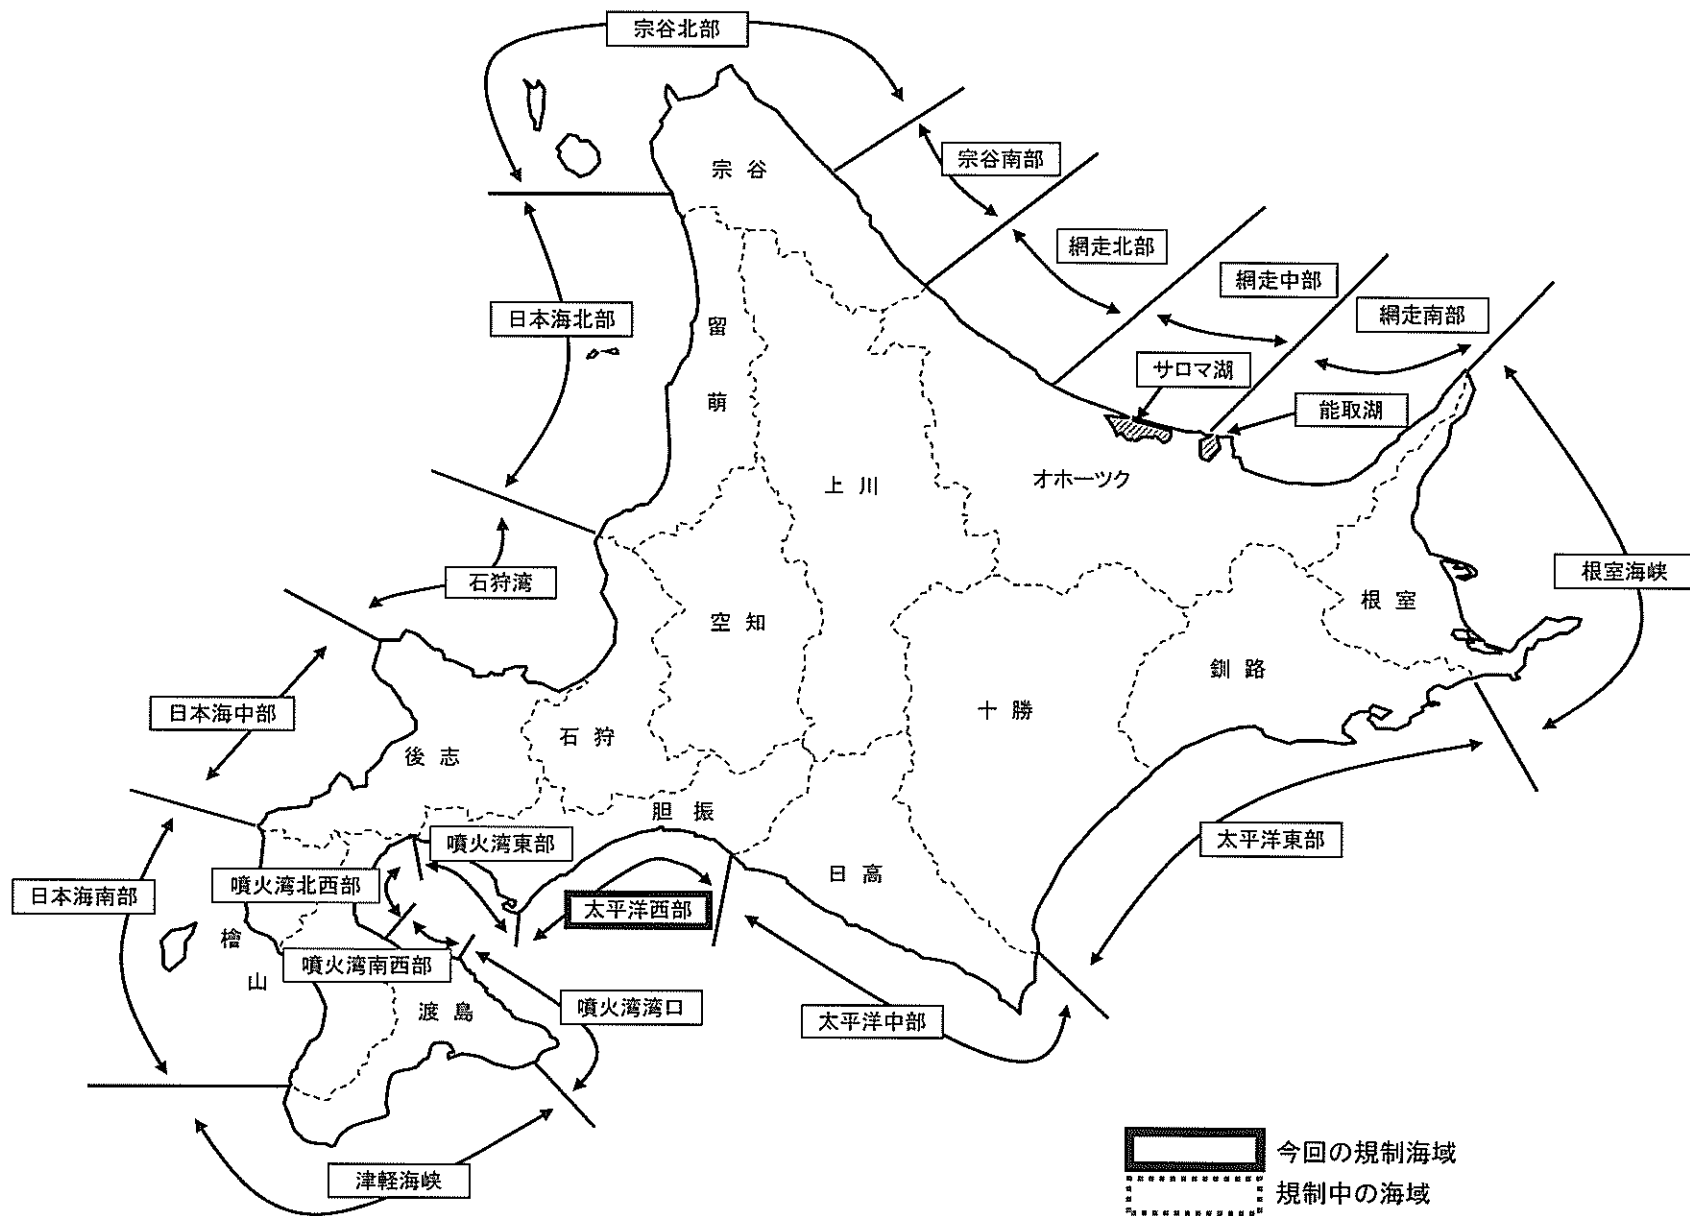 宗谷北部
宗谷南部
宗谷
網走北部
網走中部
網走南部
日本海北部
留萌
サロマ湖
能取湖
上川
オホーツク
石狩湾
根室海峡
空知
根室
釧路
日本海中部
十勝
石狩
後志
胆振
噴火湾東部
太平洋東部
日高
噴火湾北西部
日本海南部
太平洋西部
檜山
噴火湾南西部
渡島
噴火湾湾口
太平洋中部
津軽海峡
今回の規制海域
規制中の海域